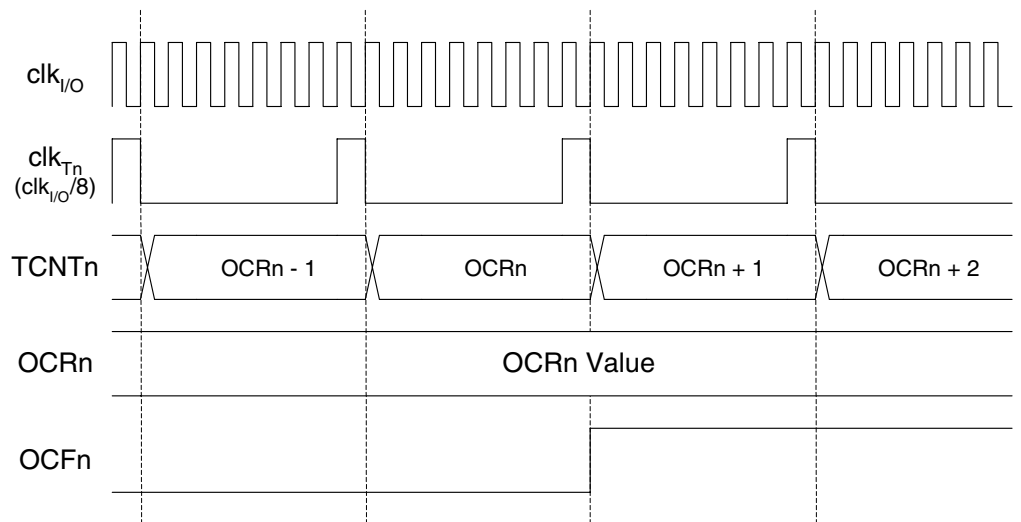 clkI/O
clkTn
(clkI/O/8)
TCNTn
OCRn - 1
OCRn
OCRn + 1
OCRn + 2
OCRn
OCRn Value
OCFn